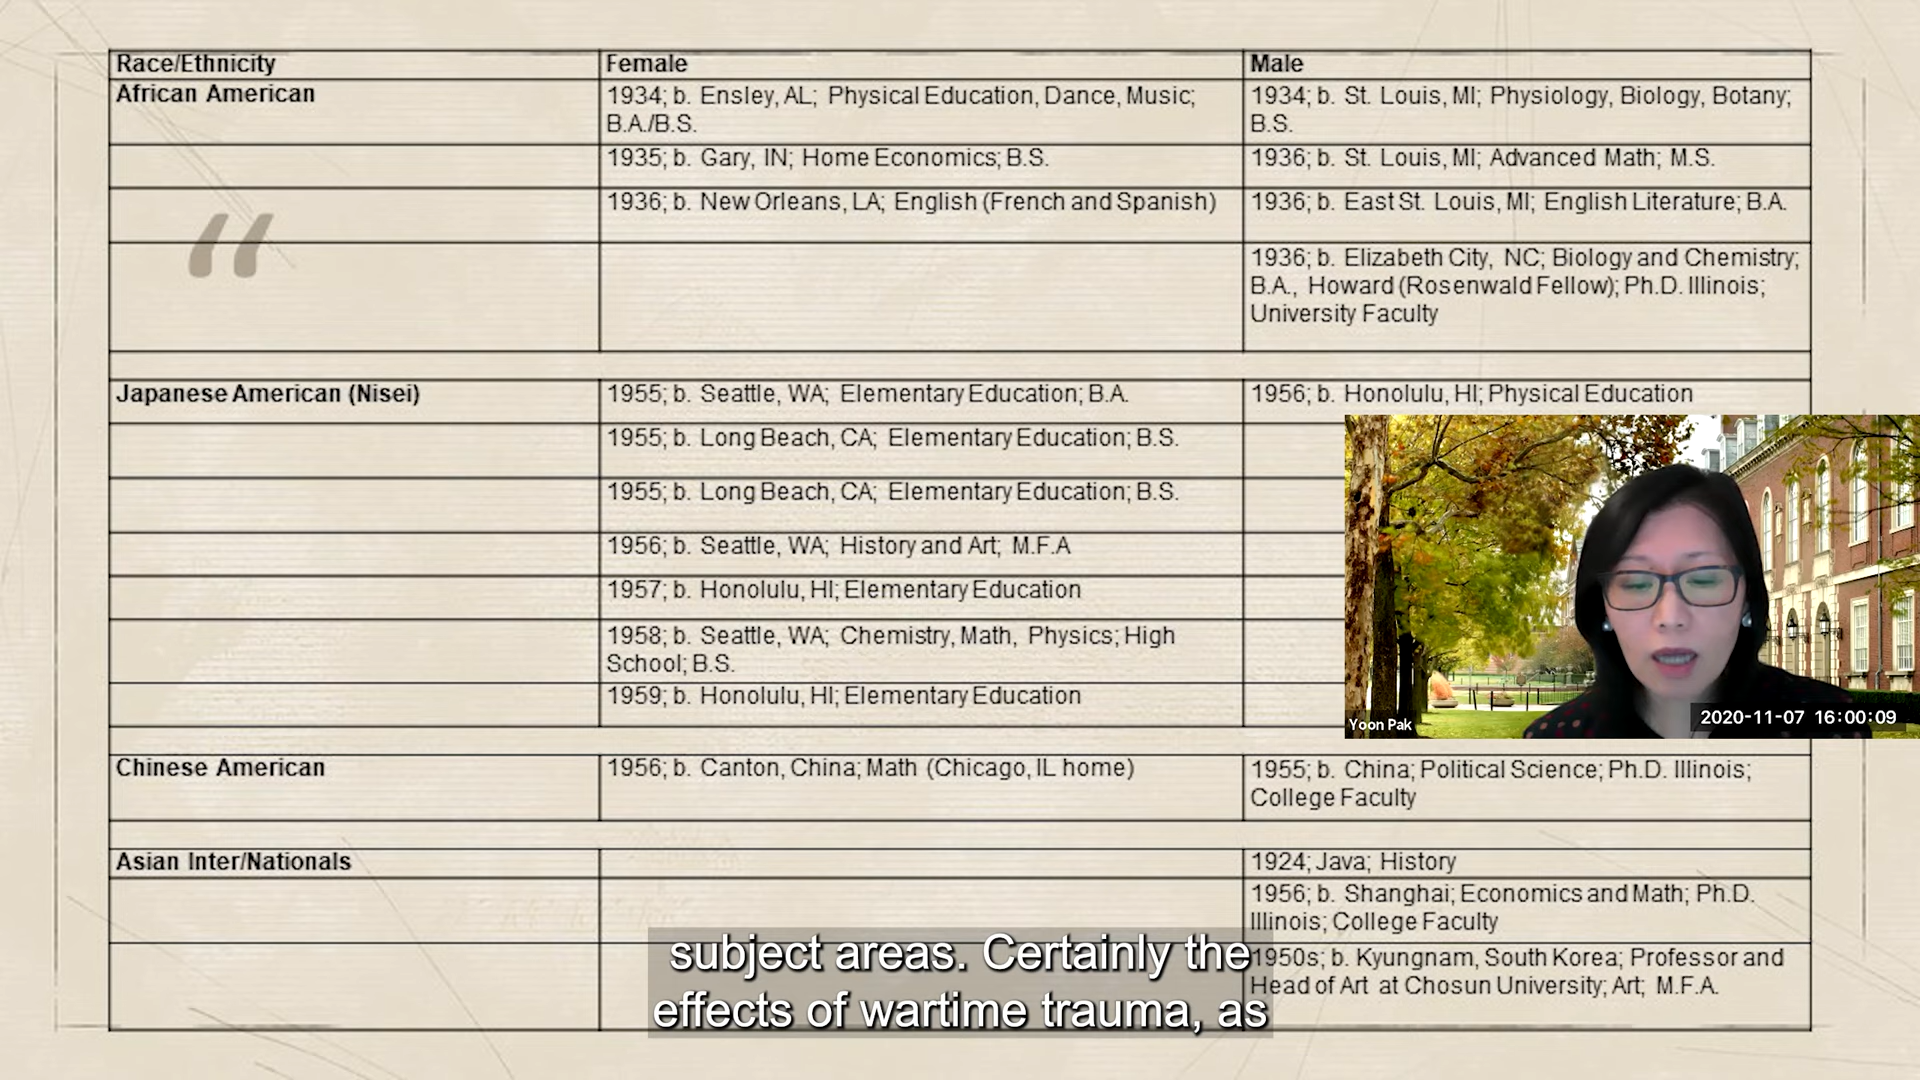 Race/Ethnicity
Female
Male
African American
1934; b. Ensley, AL; Physical Education, Dance, Music;
B.A./B.S.
1934; b. St. Louis, MI; Physiology, Biology, Botany;
B.S.
1935; b. Gary, IN; Home Economics; B.S.
1936; b. St. Louis, MI; Advanced Math; M.S.
1936; b. New Orleans, LA; English (French and Spanish)
1936; b. East St. Louis, MI; English Literature; B.A.
“
1936; b. Elizabeth City, NC; Biology and Chemistry;
B.A., Howard (Rosenwald Fellow); Ph.D. Illinois;
University Faculty
Japanese American (Nisei)
1955; b. Seattle, WA; Elementary Education; B.A.
1956; b. Honolulu, HI; Physical Education
1955; b. Long Beach, CA; Elementary Education; B.S.
1955; b. Long Beach, CA; Elementary Education; B.S.
1956; b. Seattle, WA; History and Art; M.F.A
1957; b. Honolulu, HI; Elementary Education
1958; b. Seattle, WA; Chemistry, Math, Physics; High
School; B.S.
1959; b. Honolulu, HI; Elementary Education
Yoon Pak
2020-11-07 16:00:09
Chinese American
1956; b. Canton, China; Math (Chicago, IL home)
1955; b. China; Political Science; Ph.D. Illinois;
College Faculty
Asian Inter/Nationals
1924; Java; History
1956; b. Shanghai; Economics and Math; Ph.D.
Illinois; College Faculty
1950s; b. Kyungnam, South Korea; Professor and
Head of Art at Chosun University; Art; M.F.A.
subject areas. Certainly the
effects of wartime trauma, as